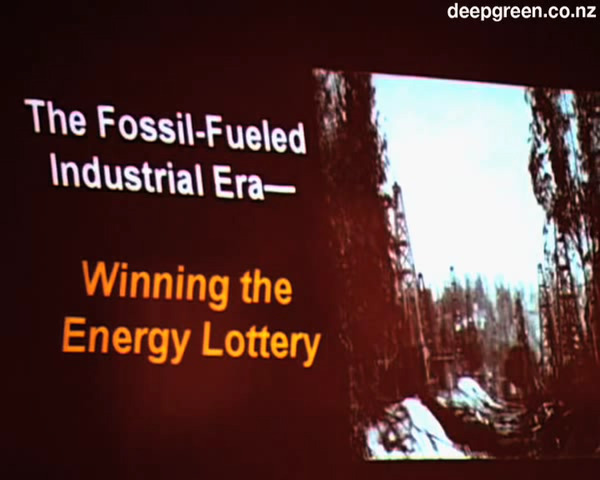 deepgreen.co.nz
The Fossil-Fueled
Industrial Era—
Winning the
Energy Lottery